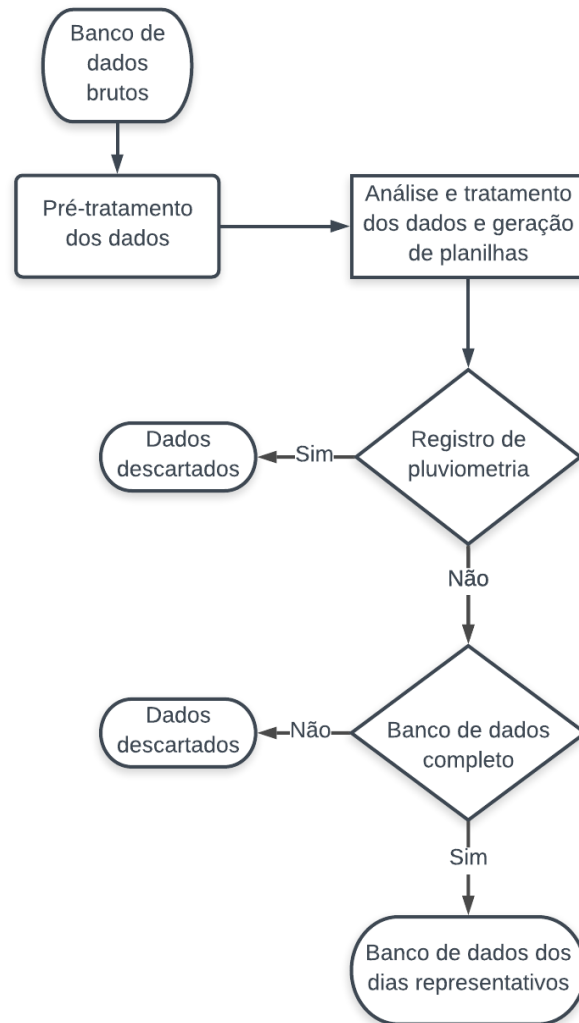 Banco de
dados
brutos
Pré-tratamento
dos dados
Análise e tratamento
dos dados e geração
de planilhas
Registro de
pluviometria
Sim
Dados
descartados
Não
Banco de dados
completo
Não
Dados
descartados
Sim
Banco de dados dos
dias representativos